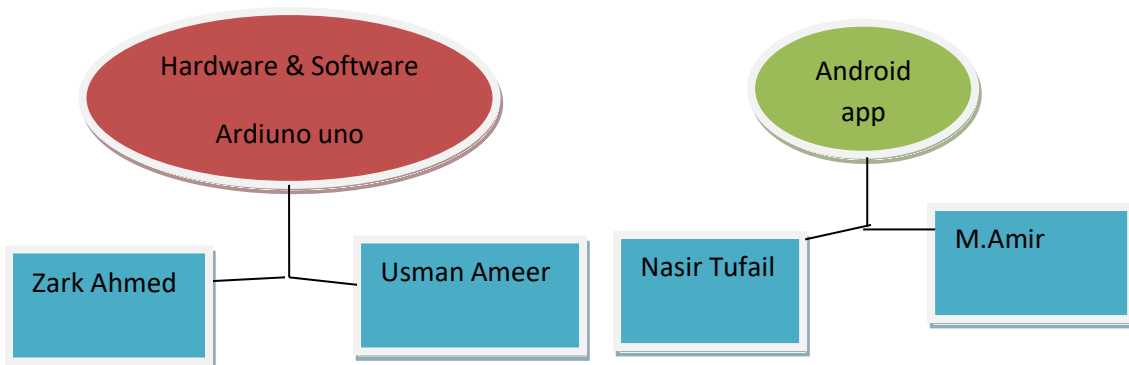 Hardware & Software
Ardiuno uno
Android
app
Zark Ahmed
Usman Ameer
Nasir Tufail
M.Amir